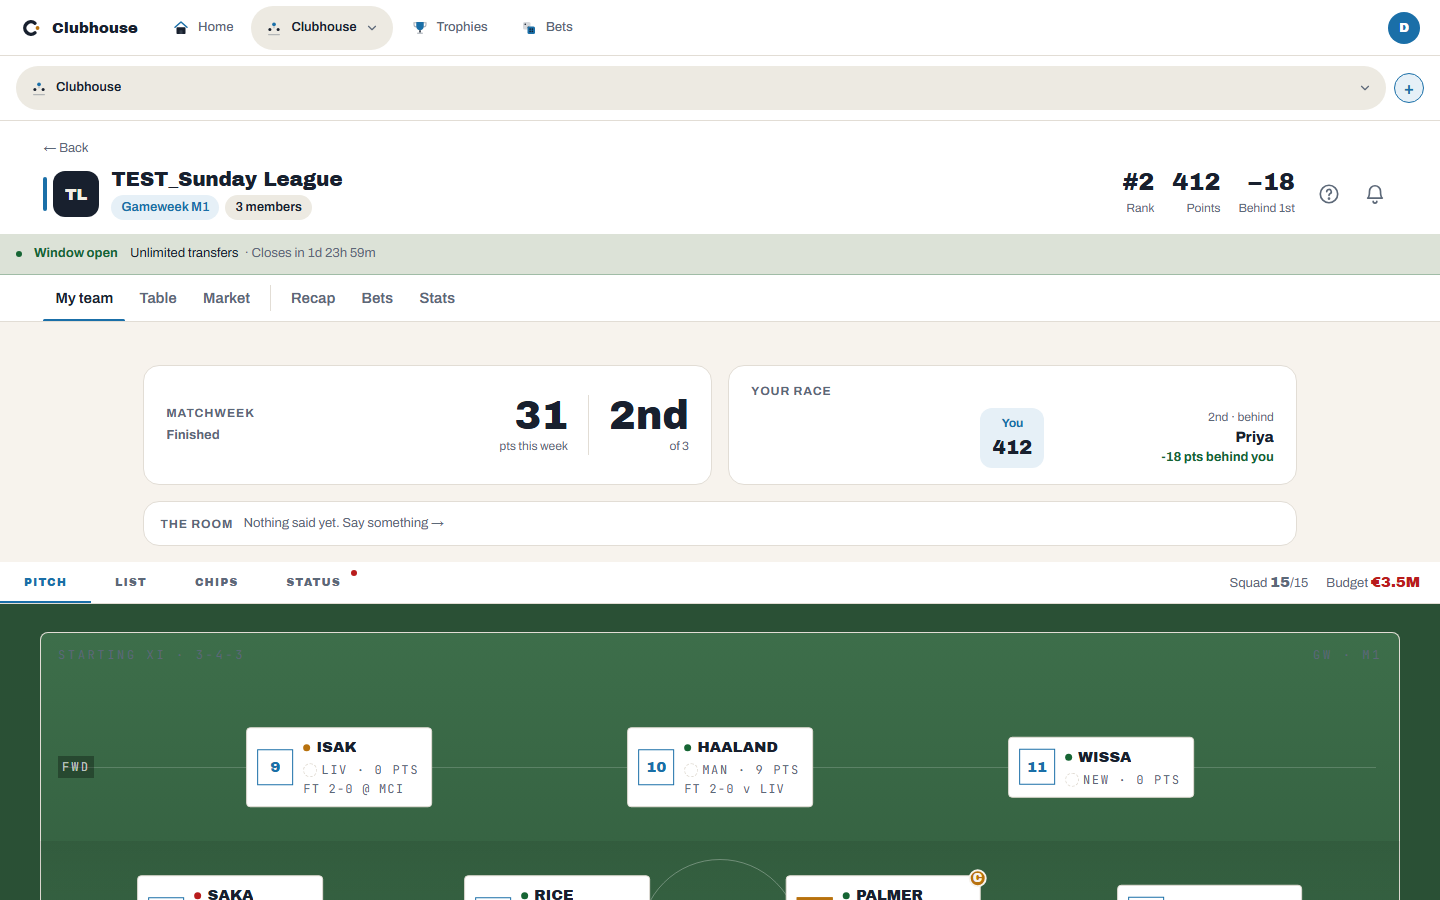 Clubhouse
Home
Clubhouse
Trophies
Bets
D
Clubhouse
+
← Back
TL
TEST_Sunday League
Gameweek M1
3 members
#2
Rank
412
Points
−18
Behind 1st
Window open Unlimited transfers · Closes in 1d 23h 59m
My team
Table
Market
Recap
Bets
Stats
MATCHWEEK
Finished
31
pts this week
2nd
of 3
YOUR RACE
You
412
2nd · behind
Priya
-18 pts behind you
THE ROOM Nothing said yet. Say something →
PITCH
LIST
CHIPS
STATUS
Squad 15/15
Budget €3.5M
STARTING XI · 3-4-3
GW · M1
FWD
9
ISAK
LIV · 0 PTS
FT 2-0 @ MCI
10
HAALAND
MAN · 9 PTS
FT 2-0 v LIV
11
WISSA
NEW · 0 PTS
SAKA
RICE
PALMER
C